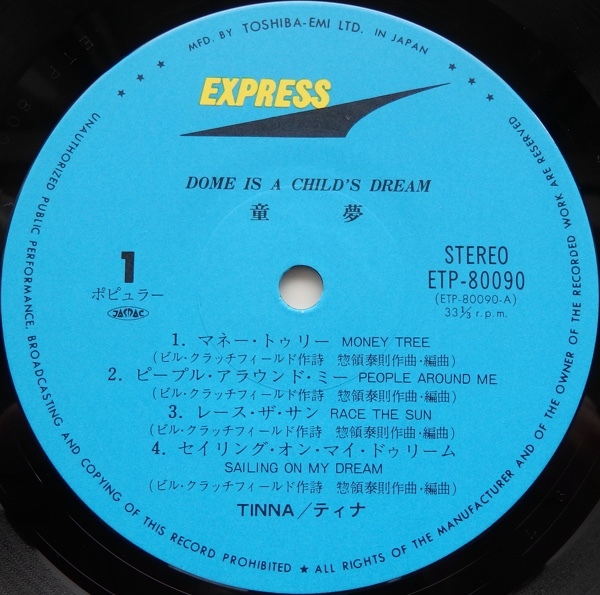 MFD. BY TOSHIBA-EMI LTD. IN JAPAN
EXPRESS
DOME IS A CHILD'S DREAM
童 夢
1
ポピュラー
JASRAC
STEREO
ETP-80090
(ETP-80090-A)
33⅓ r.p.m.
1. マネー・トゥリー MONEY TREE
(ビル・クラッチフィールド作詩 惣領泰則作曲・編曲)
2. ピープル・アラウンド・ミー PEOPLE AROUND ME
(ビル・クラッチフィールド作詩 惣領泰則作曲・編曲)
3. レース・ザ・サン RACE THE SUN
(ビル・クラッチフィールド作詩 惣領泰則作曲・編曲)
4. セイリング・オン・マイ・ドゥリーム
SAILING ON MY DREAM
(ビル・クラッチフィールド作詩 惣領泰則作曲・編曲)
TINNA/ティナ
UNAUTHORIZED PUBLIC PERFORMANCE, BROADCASTING AND COPYING OF THIS RECORD PROHIBITED ★ ALL RIGHTS OF THE MANUFACTURER AND OF THE OWNER OF THE RECORDED WORK ARE RESERVED